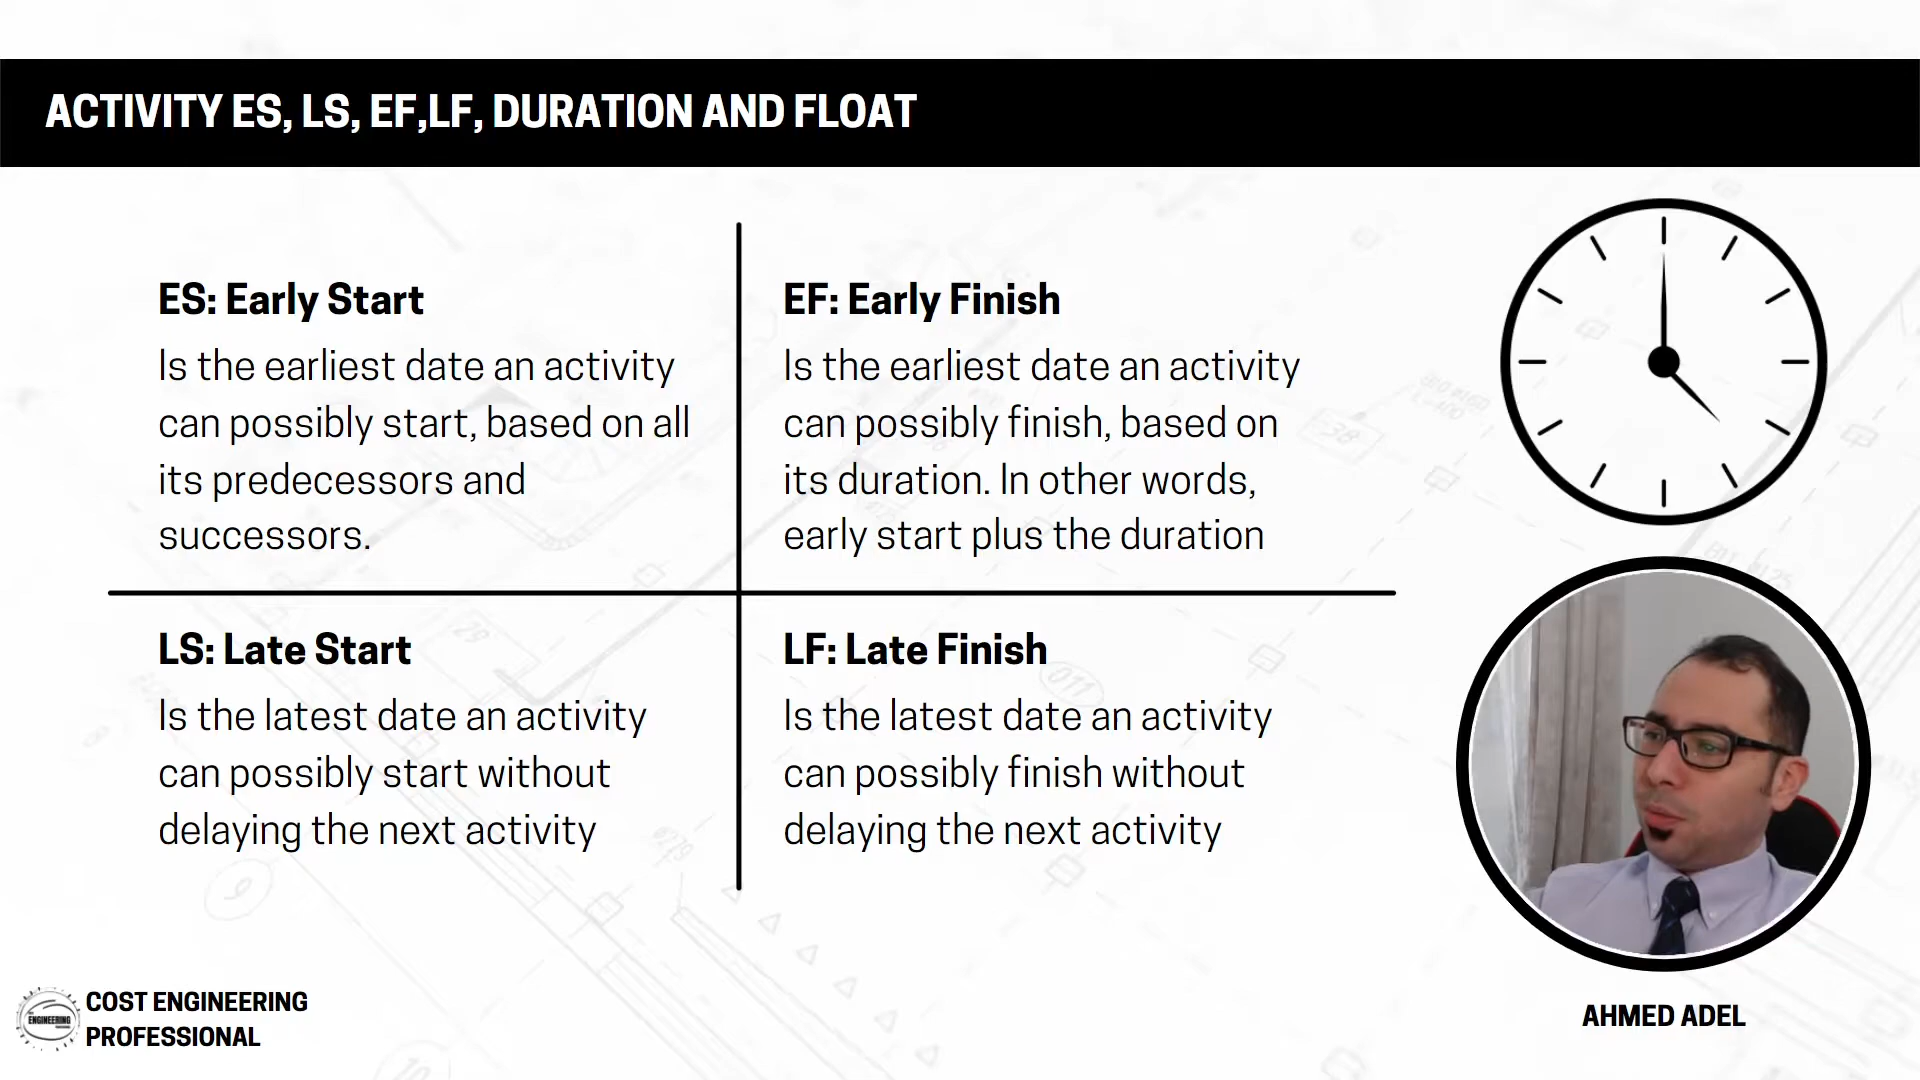 ACTIVITY ES, LS, EF,LF, DURATION AND FLOAT
ES: Early Start
Is the earliest date an activity
can possibly start, based on all
its predecessors and
successors.
EF: Early Finish
Is the earliest date an activity
can possibly finish, based on
its duration. In other words,
early start plus the duration
LS: Late Start
Is the latest date an activity
can possibly start without
delaying the next activity
LF: Late Finish
Is the latest date an activity
can possibly finish without
delaying the next activity
ENGINEERING
COST ENGINEERING
PROFESSIONAL
AHMED ADEL